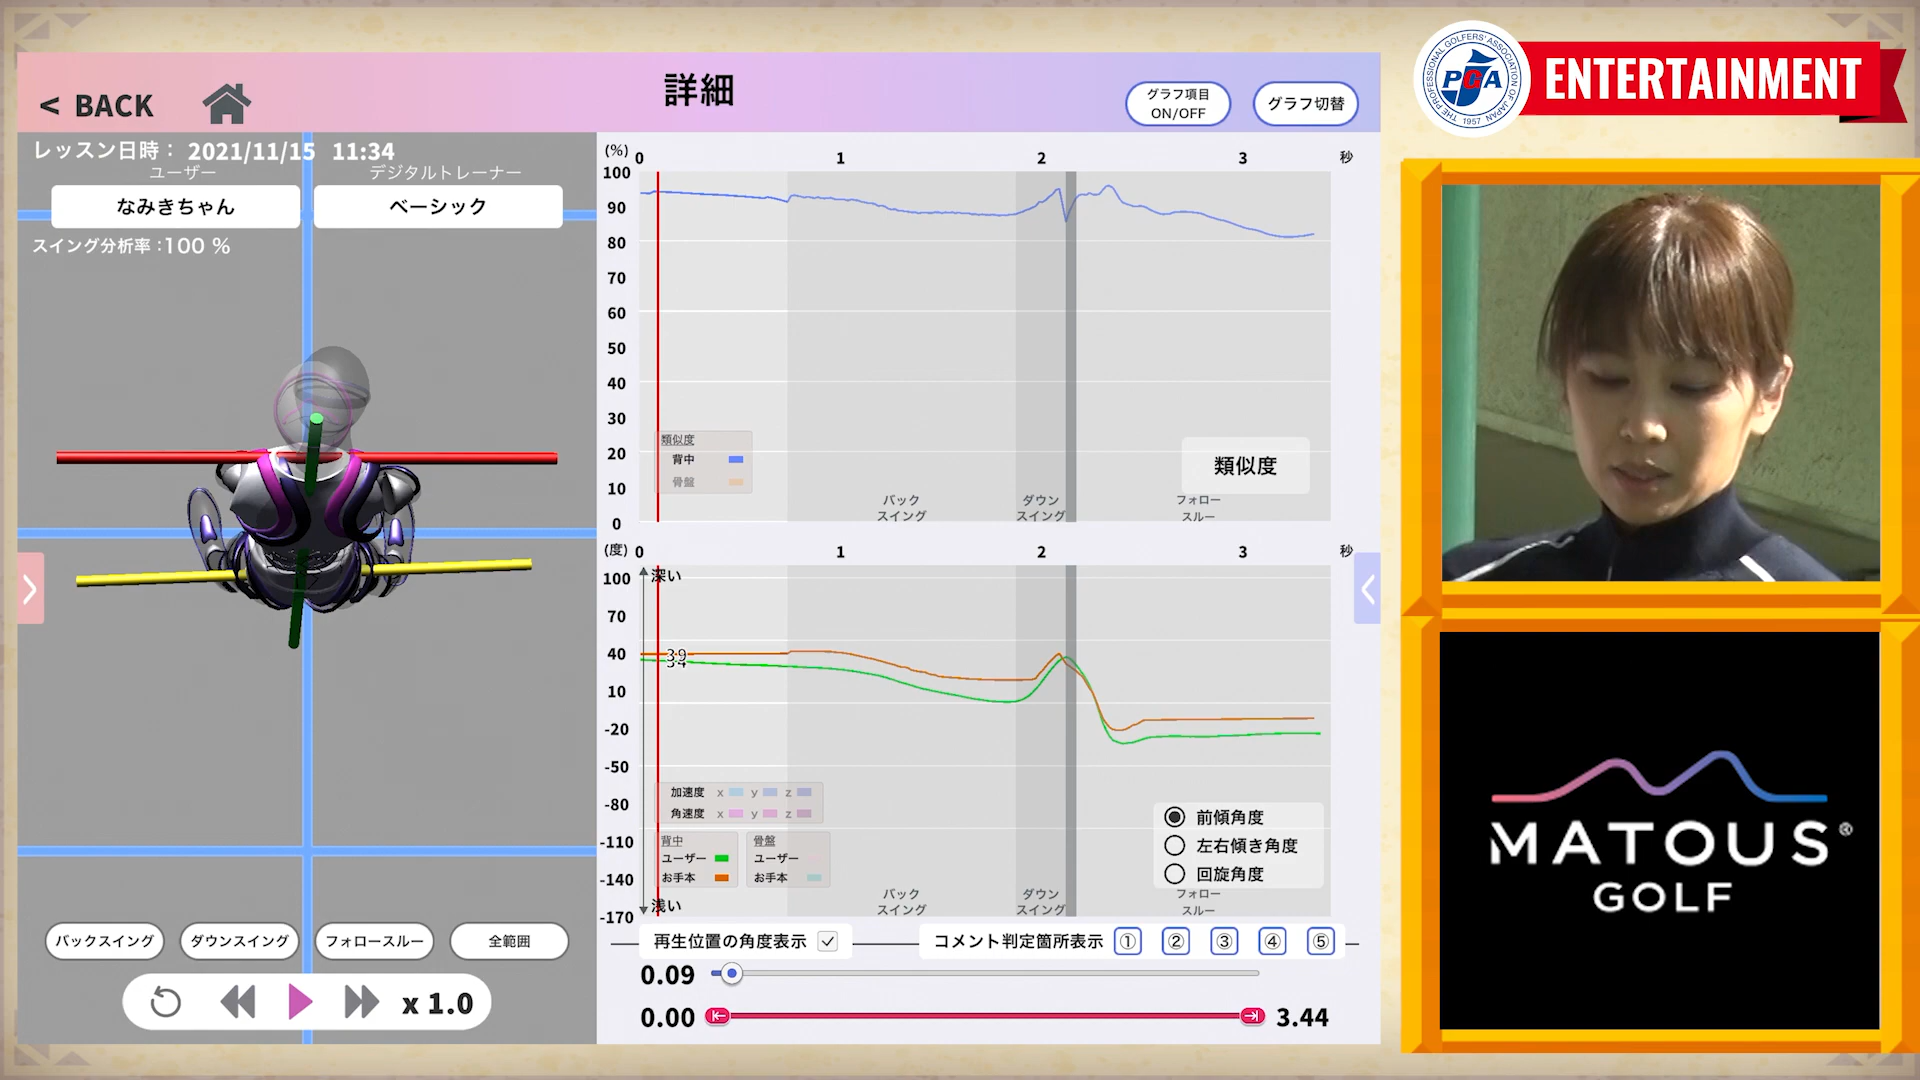 < BACK
詳細
グラフ項目
ON/OFF
グラフ切替
レッスン日時： 2021/11/15 11:34
ユーザー
デジタルトレーナー
なみきちゃん
ベーシック
スイング分析率：100 %
(%)
0 1 2 3 秒
100
90
80
70
60
50
40
30
20
10
0
類似度
背中
骨盤
類似度
バック
スイング
ダウン
スイング
フォロー
スルー
(度)
0 1 2 3 秒
100
70
40
10
-20
-50
-80
-110
-140
-170
深い
39
34
加速度 x y z
角速度 x y z
背中
ユーザー
お手本
骨盤
ユーザー
お手本
浅い
前傾角度
左右傾き角度
回旋角度
バック
スイング
ダウン
スイング
フォロー
スルー
再生位置の角度表示
コメント判定箇所表示 ① ② ③ ④ ⑤
0.09
0.00
3.44
バックスイング
ダウンスイング
フォロースルー
全範囲
x 1.0
THE PROFESSIONAL GOLFERS' ASSOCIATION OF JAPAN
PGA
1957
ENTERTAINMENT
MATOUS®
GOLF